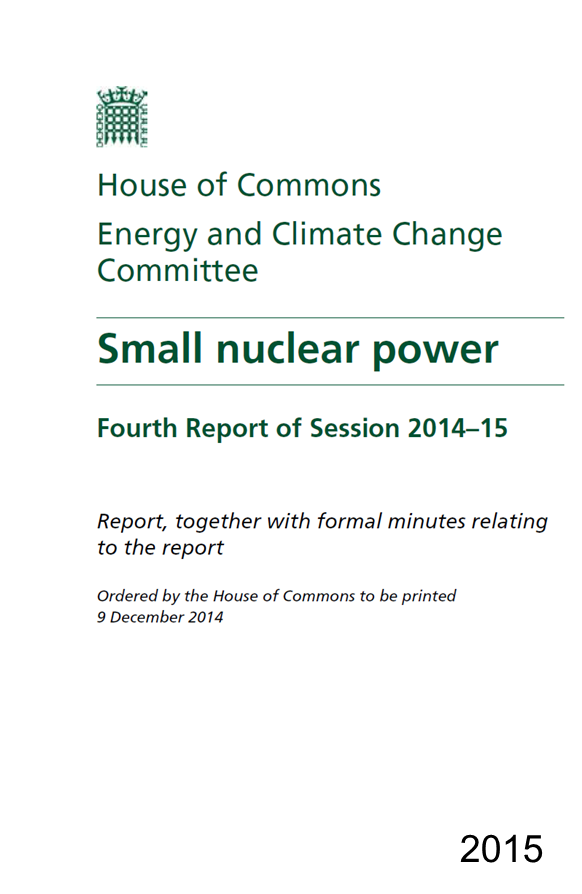 House of Commons
Energy and Climate Change
Committee
Small nuclear power
Fourth Report of Session 2014–15
Report, together with formal minutes relating
to the report
Ordered by the House of Commons to be printed
9 December 2014
2015